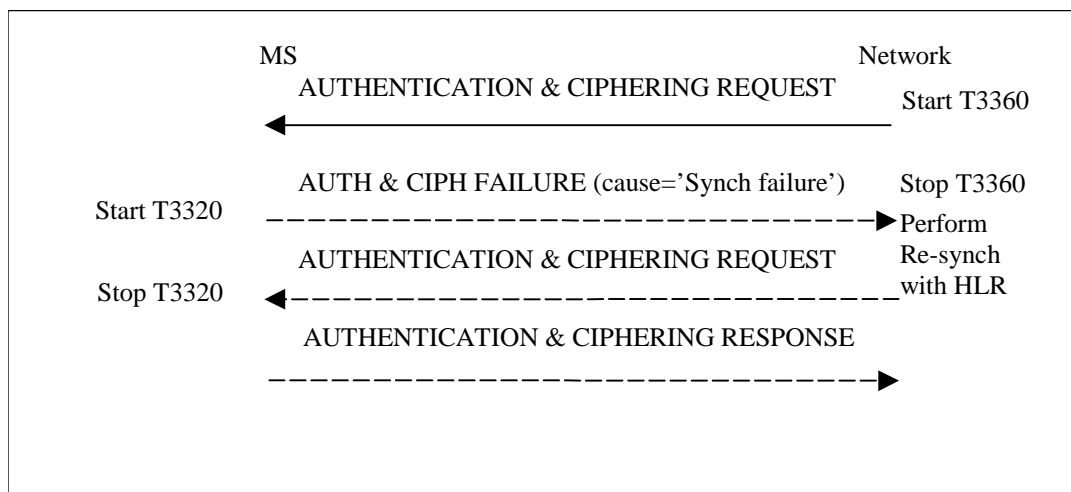 MS
Network
AUTHENTICATION & CIPHERING REQUEST
Start T3360
AUTH & CIPH FAILURE (cause=’Synch failure’)
Stop T3360
Start T3320
Perform
Re-synch
with HLR
AUTHENTICATION & CIPHERING REQUEST
Stop T3320
AUTHENTICATION & CIPHERING RESPONSE